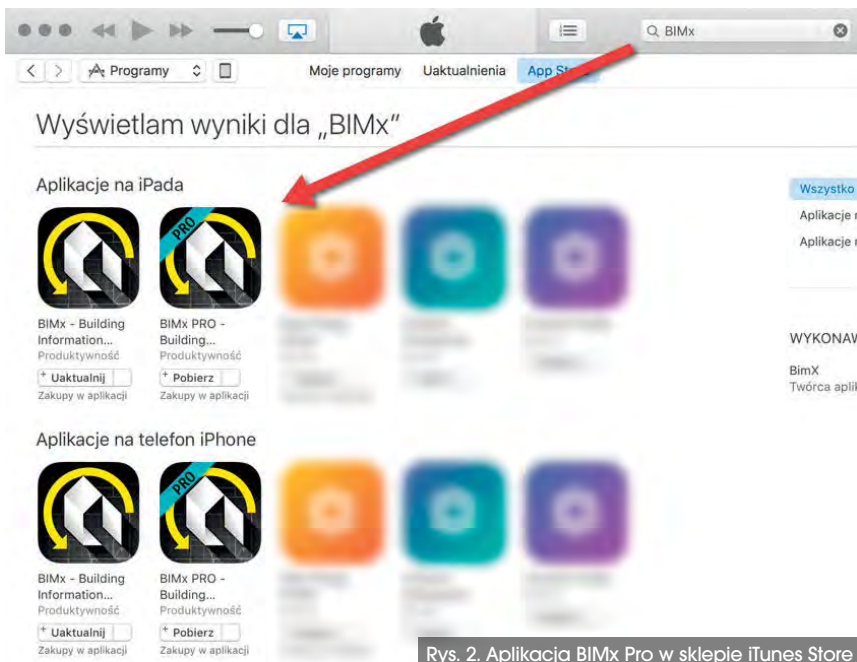 BIMx
Programy
Moje programy Uaktualnienia App
Wyświetlam wyniki dla „BIMx”
Aplikacje na iPada
PRO
BIMx - Building Information...
Produktywność
+ Uaktualnij
Zakupy w aplikacji
BIMx PRO - Building...
Produktywność
+ Pobierz
Zakupy w aplikacji
Wszystko
Aplikacje
Aplikacje
WYKONAW
BimX
Twórca aplik
Aplikacje na telefon iPhone
PRO
BIMx - Building Information...
Produktywność
+ Uaktualnij
Zakupy w aplikacji
BIMx PRO - Building...
Produktywność
+ Pobierz
Zakupy w aplikacji
Rys. 2. Aplikacja BIMx Pro w sklepie iTunes Store